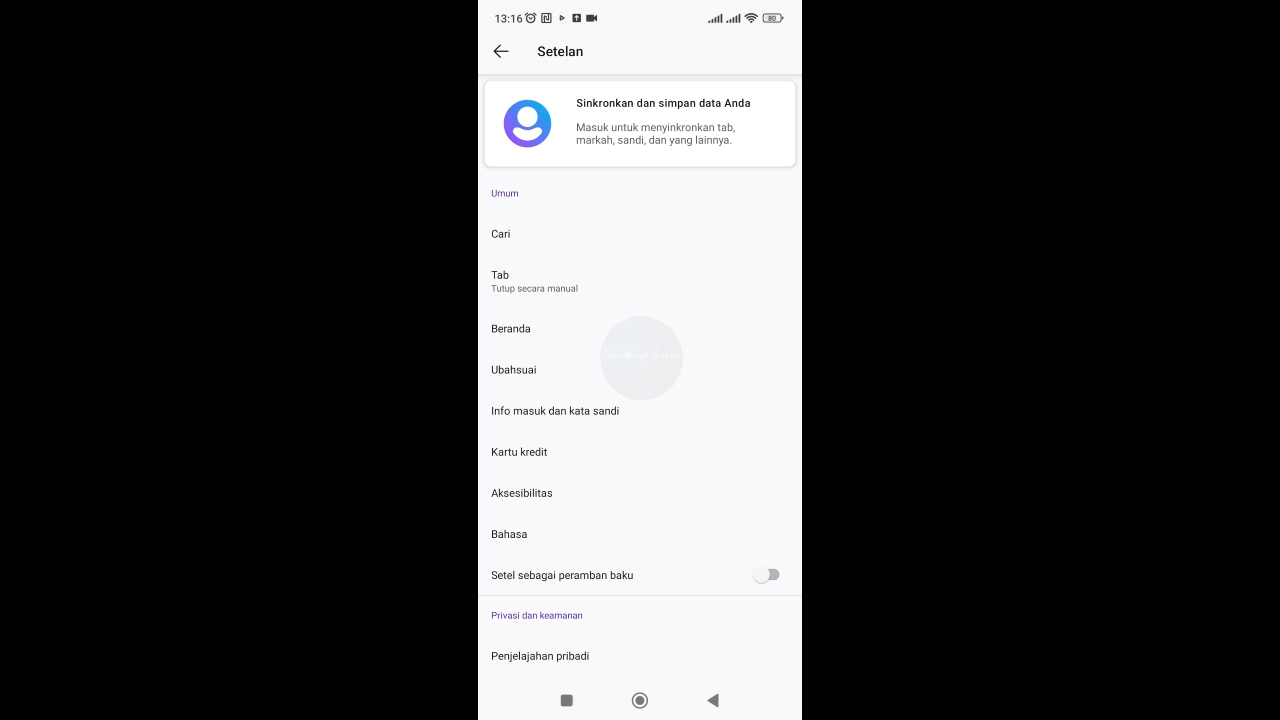 13:16
80
Setelan
Sinkronkan dan simpan data Anda
Masuk untuk menyinkronkan tab,
markah, sandi, dan yang lainnya.
Umum
Cari
Tab
Tutup secara manual
Beranda
Ubahsuai
Info masuk dan kata sandi
Kartu kredit
Aksesibilitas
Bahasa
Setel sebagai peramban baku
Privasi dan keamanan
Penjelajahan pribadi